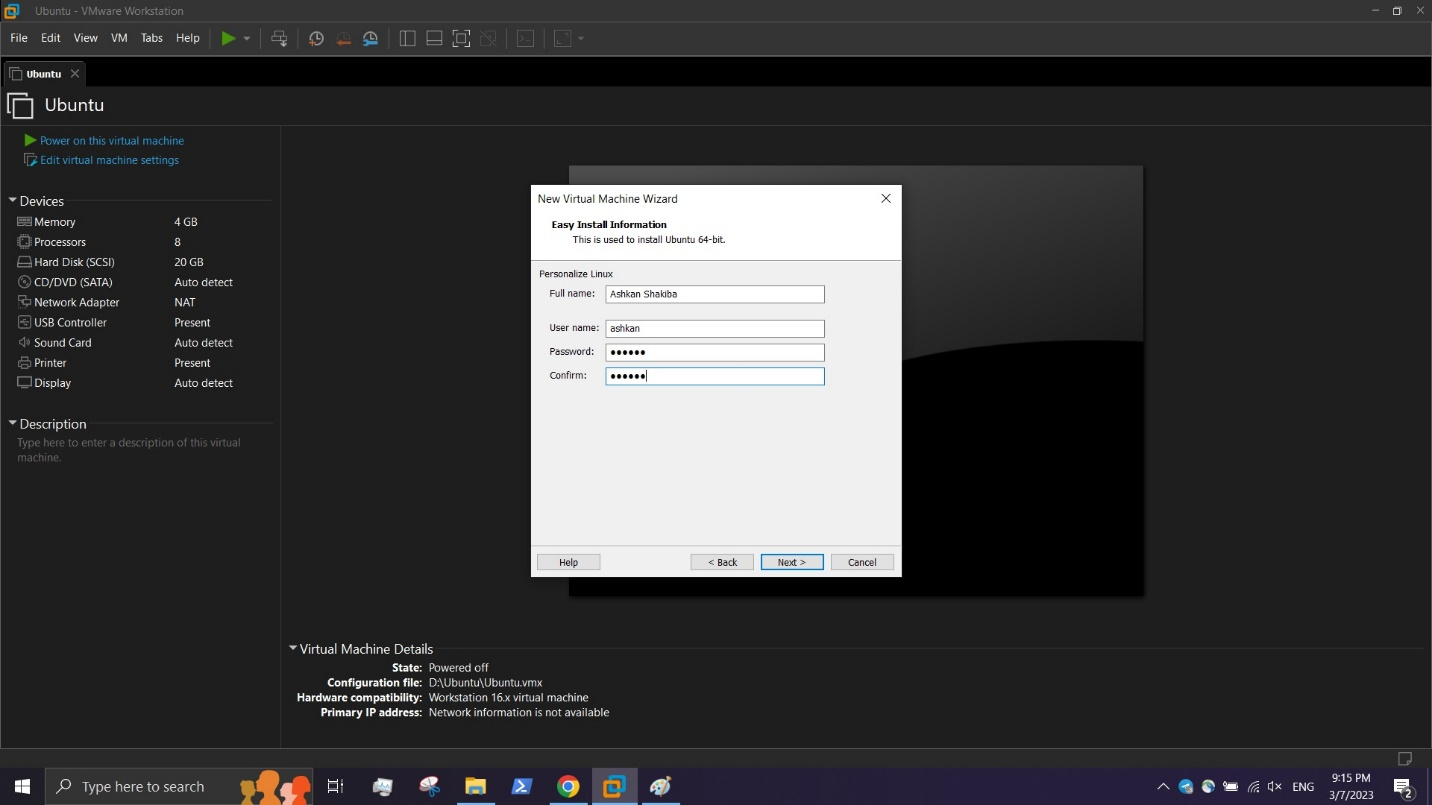 Ubuntu - VMware Workstation
File Edit View VM Tabs Help
Ubuntu
Ubuntu
Power on this virtual machine
Edit virtual machine settings
Devices
Memory 4 GB
Processors 8
Hard Disk (SCSI) 20 GB
CD/DVD (SATA) Auto detect
Network Adapter NAT
USB Controller Present
Sound Card Auto detect
Printer Present
Display Auto detect
Description
Type here to enter a description of this virtual
machine.
New Virtual Machine Wizard
Easy Install Information
This is used to install Ubuntu 64-bit.
Personalize Linux
Full name: Ashkan Shakiba
User name: ashkan
Password: ●●●●●●
Confirm: ●●●●●●
Help < Back Next > Cancel
Virtual Machine Details
State: Powered off
Configuration file: D:\Ubuntu\Ubuntu.vmx
Hardware compatibility: Workstation 16.x virtual machine
Primary IP address: Network information is not available
Type here to search
ENG
9:15 PM
3/7/2023
2